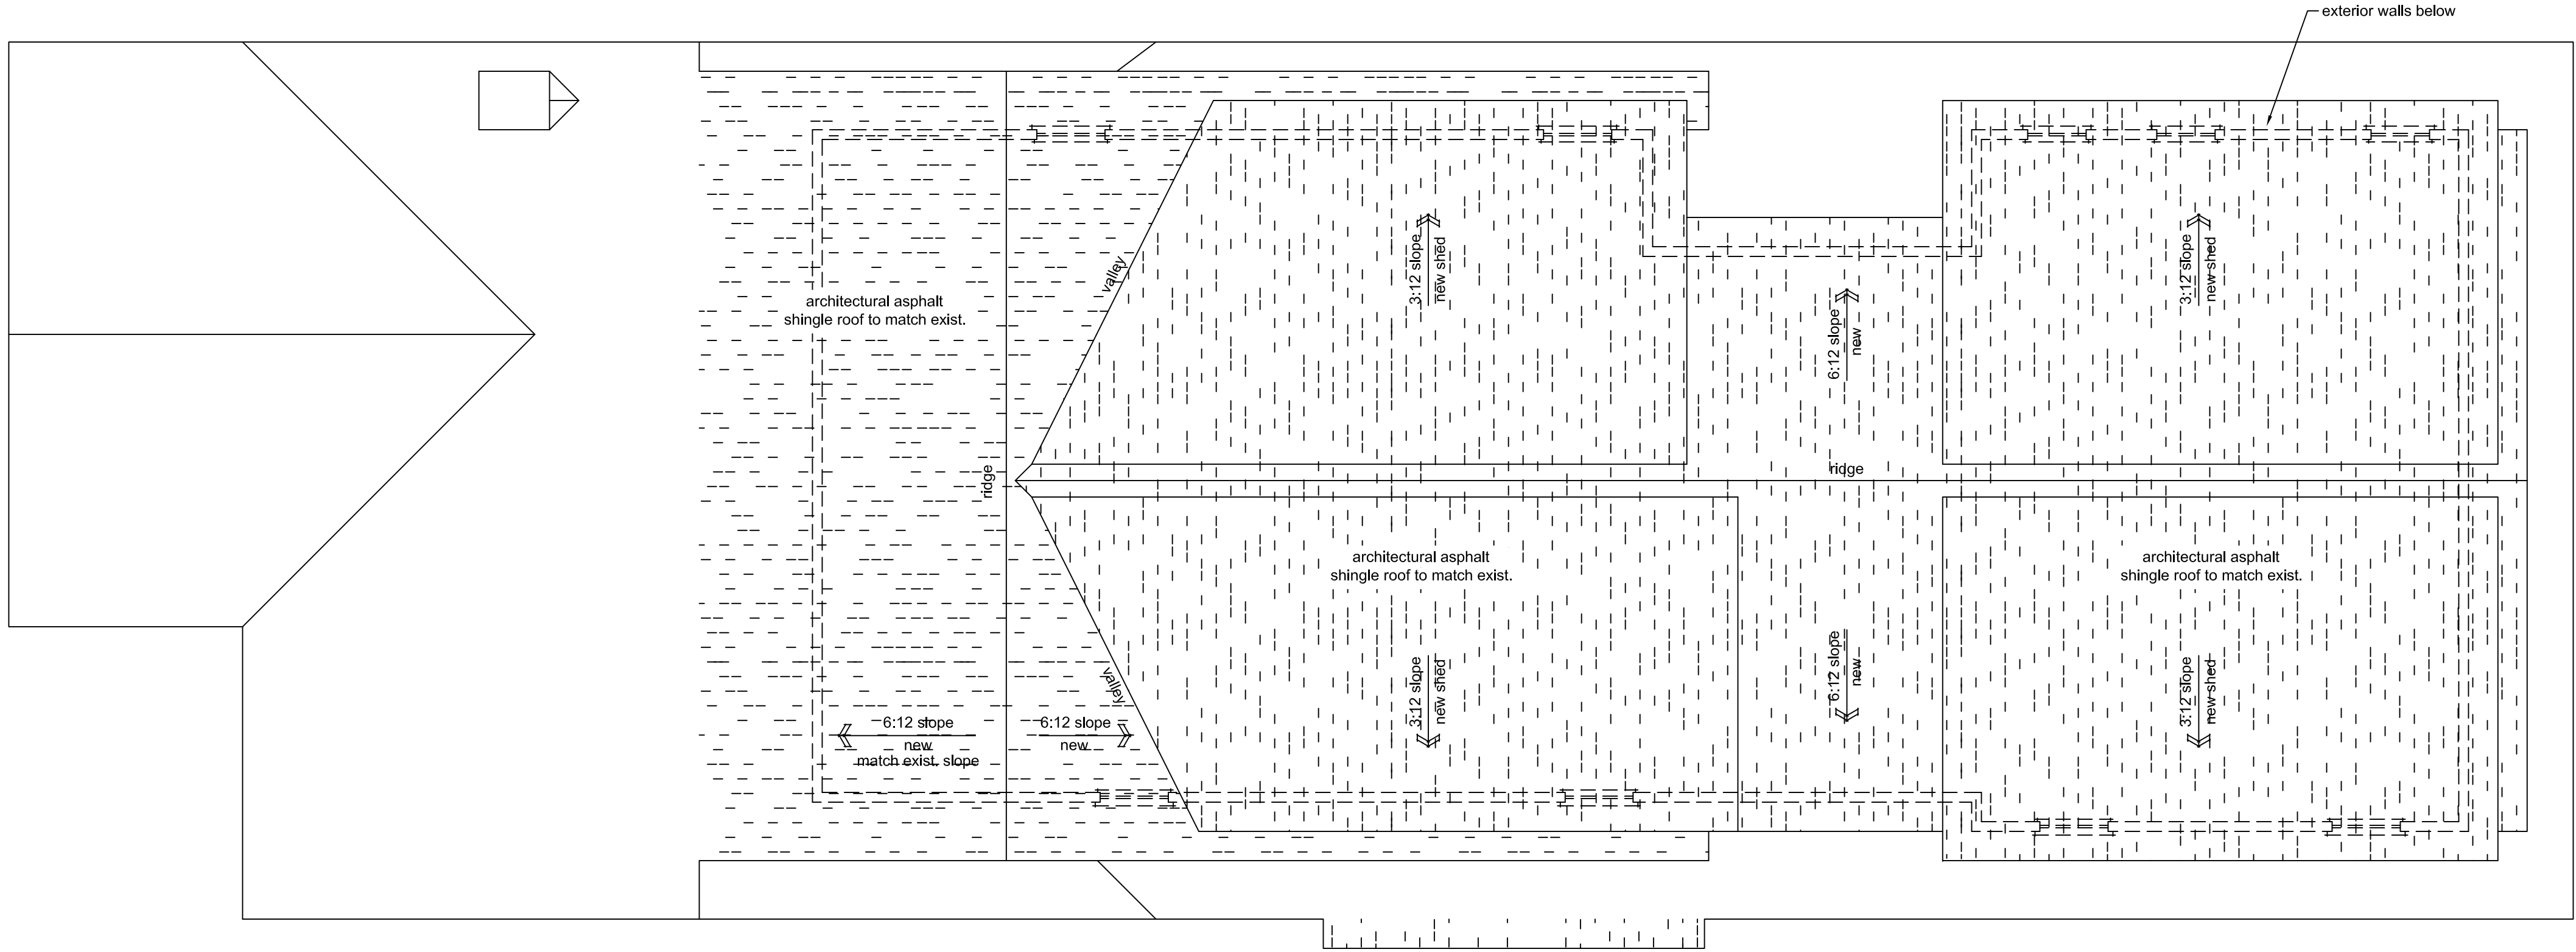 exterior walls below
architectural asphalt
shingle roof to match exist.
valley
3:12 slope
new shed
6:12 slope
new
3:12 slope
new shed
ridge
ridge
architectural asphalt
shingle roof to match exist.
architectural asphalt
shingle roof to match exist.
valley
3:12 slope
new shed
6:12 slope
new
3:12 slope
new shed
6:12 slope
new
match exist. slope
6:12 slope
new